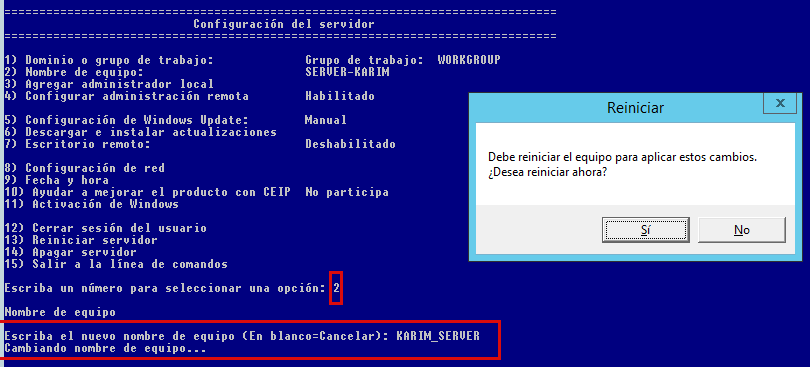 ===============================================================================
Configuración del servidor
===============================================================================
1) Dominio o grupo de trabajo: Grupo de trabajo: WORKGROUP
2) Nombre de equipo: SERVER-KARIM
3) Agregar administrador local
4) Configurar administración remota Habilitado
5) Configuración de Windows Update: Manual
6) Descargar e instalar actualizaciones
7) Escritorio remoto: Deshabilitado
8) Configuración de red
9) Fecha y hora
10) Ayudar a mejorar el producto con CEIP No participa
11) Activación de Windows
12) Cerrar sesión del usuario
13) Reiniciar servidor
14) Apagar servidor
15) Salir a la línea de comandos
Escriba un número para seleccionar una opción: 2
Nombre de equipo
Escriba el nuevo nombre de equipo (En blanco=Cancelar): KARIM_SERVER
Cambiando nombre de equipo...
Reiniciar
x
Debe reiniciar el equipo para aplicar estos cambios.
¿Desea reiniciar ahora?
Sí No